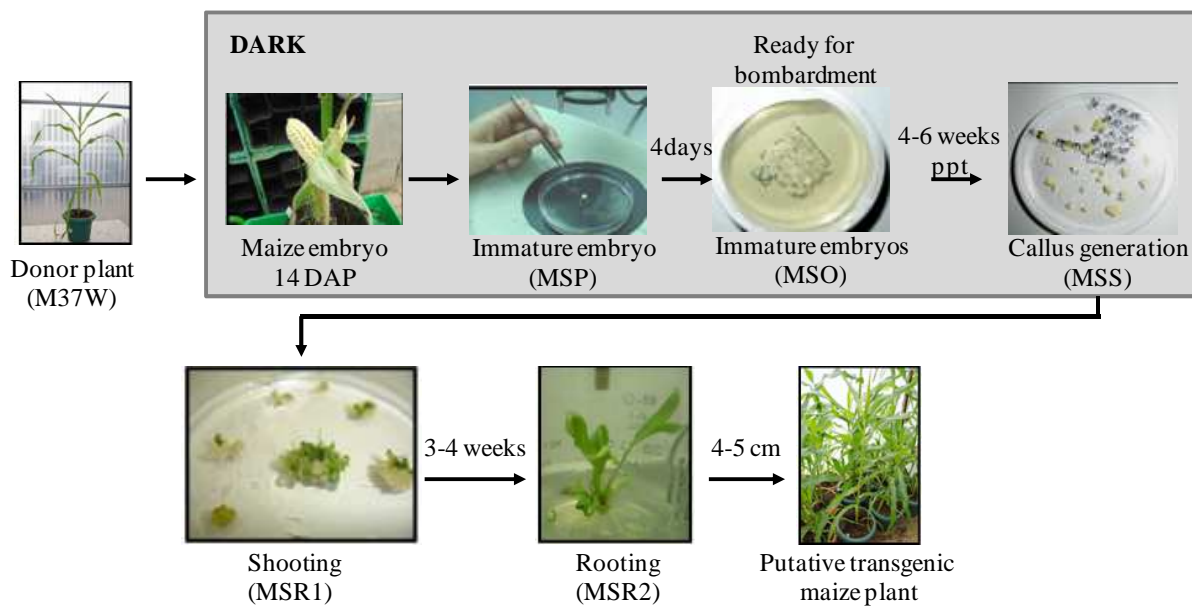 DARK
Ready for
bombardment
Donor plant
(M37W)
Maize embryo
14 DAP
Immature embryo
(MSP)
4days
Immature embryos
(MSO)
4-6 weeks
ppt
Callus generation
(MSS)
Shooting
(MSR1)
3-4 weeks
Rooting
(MSR2)
4-5 cm
Putative transgenic
maize plant